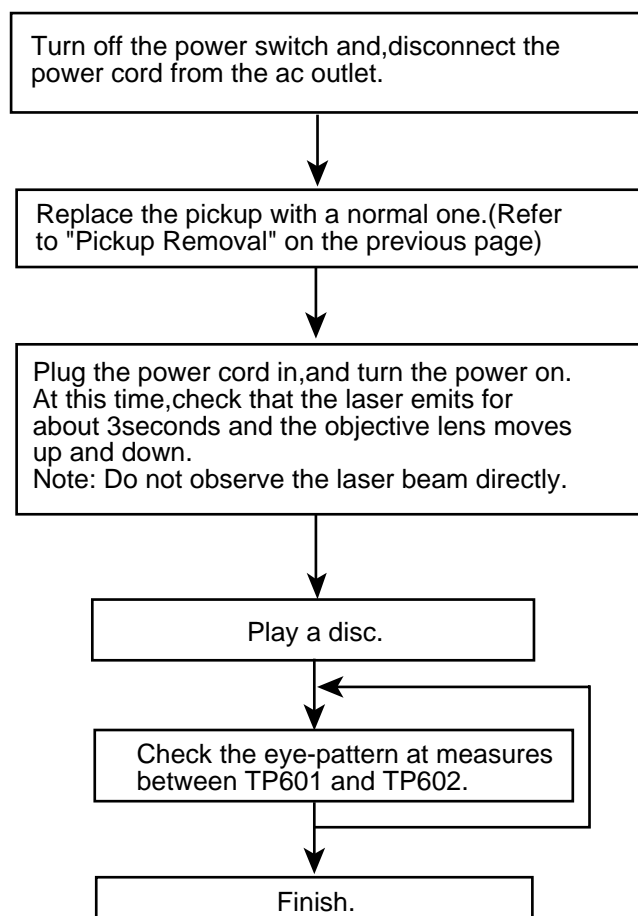 Turn off the power switch and,disconnect the
power cord from the ac outlet.
Replace the pickup with a normal one.(Refer
to "Pickup Removal" on the previous page)
Plug the power cord in,and turn the power on.
At this time,check that the laser emits for
about 3seconds and the objective lens moves
up and down.
Note: Do not observe the laser beam directly.
Play a disc.
Check the eye-pattern at measures
between TP601 and TP602.
Finish.